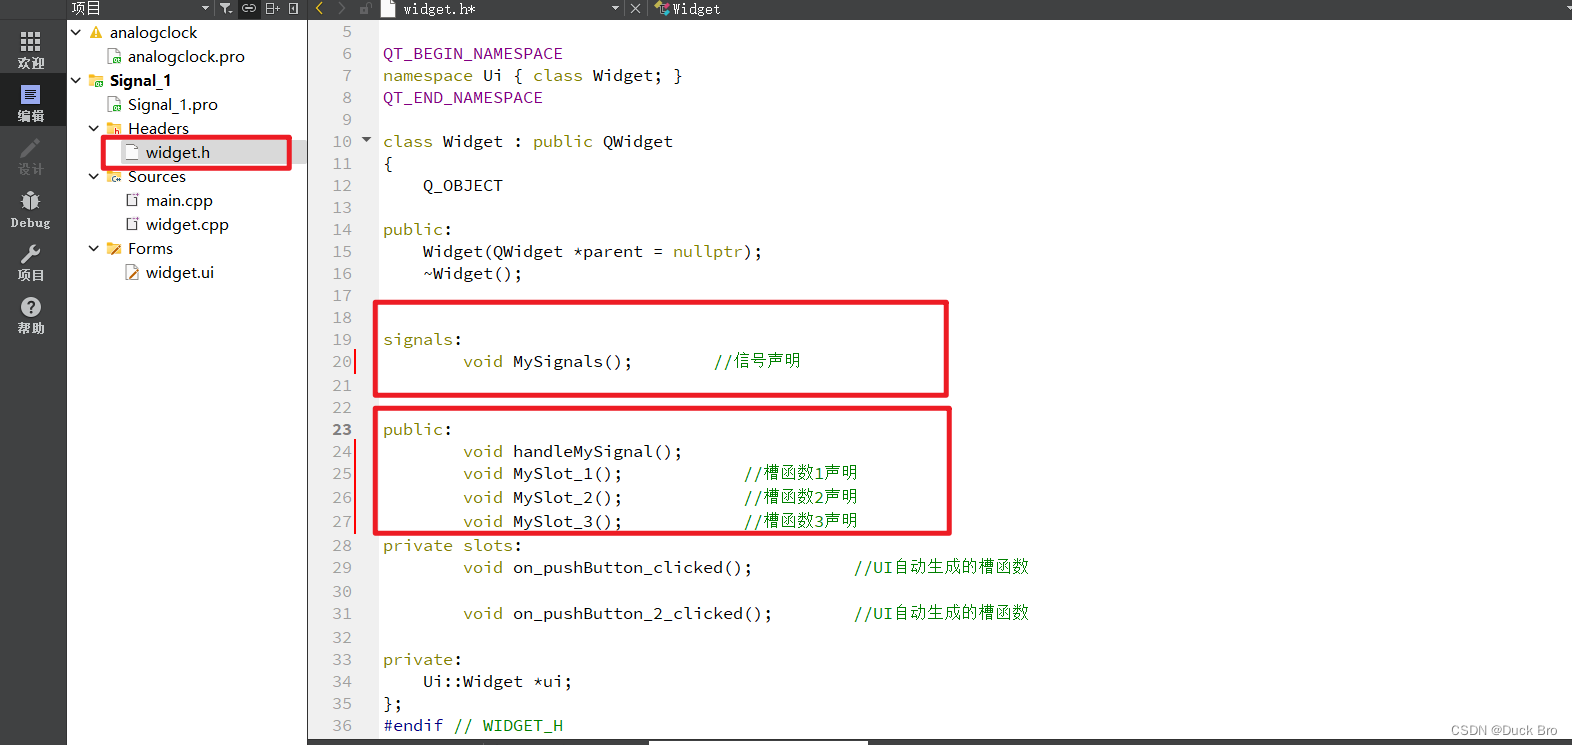 项目
widget.h*
Widget
欢迎
编辑
设计
Debug
项目
帮助
analogclock
analogclock.pro
Signal_1
Signal_1.pro
Headers
widget.h
Sources
main.cpp
widget.cpp
Forms
widget.ui
5
6 QT_BEGIN_NAMESPACE
7 namespace Ui { class Widget; }
8 QT_END_NAMESPACE
9
10 class Widget : public QWidget
11 {
12 Q_OBJECT
13
14 public:
15 Widget(QWidget *parent = nullptr);
16 ~Widget();
17
18
19 signals:
20 void MySignals(); //信号声明
21
22
23 public:
24 void handleMySignal();
25 void MySlot_1(); //槽函数1声明
26 void MySlot_2(); //槽函数2声明
27 void MySlot_3(); //槽函数3声明
28 private slots:
29 void on_pushButton_clicked(); //UI自动生成的槽函数
30
31 void on_pushButton_2_clicked(); //UI自动生成的槽函数
32
33 private:
34 Ui::Widget *ui;
35 };
36 #endif // WIDGET_H
CSDN @Duck Bro